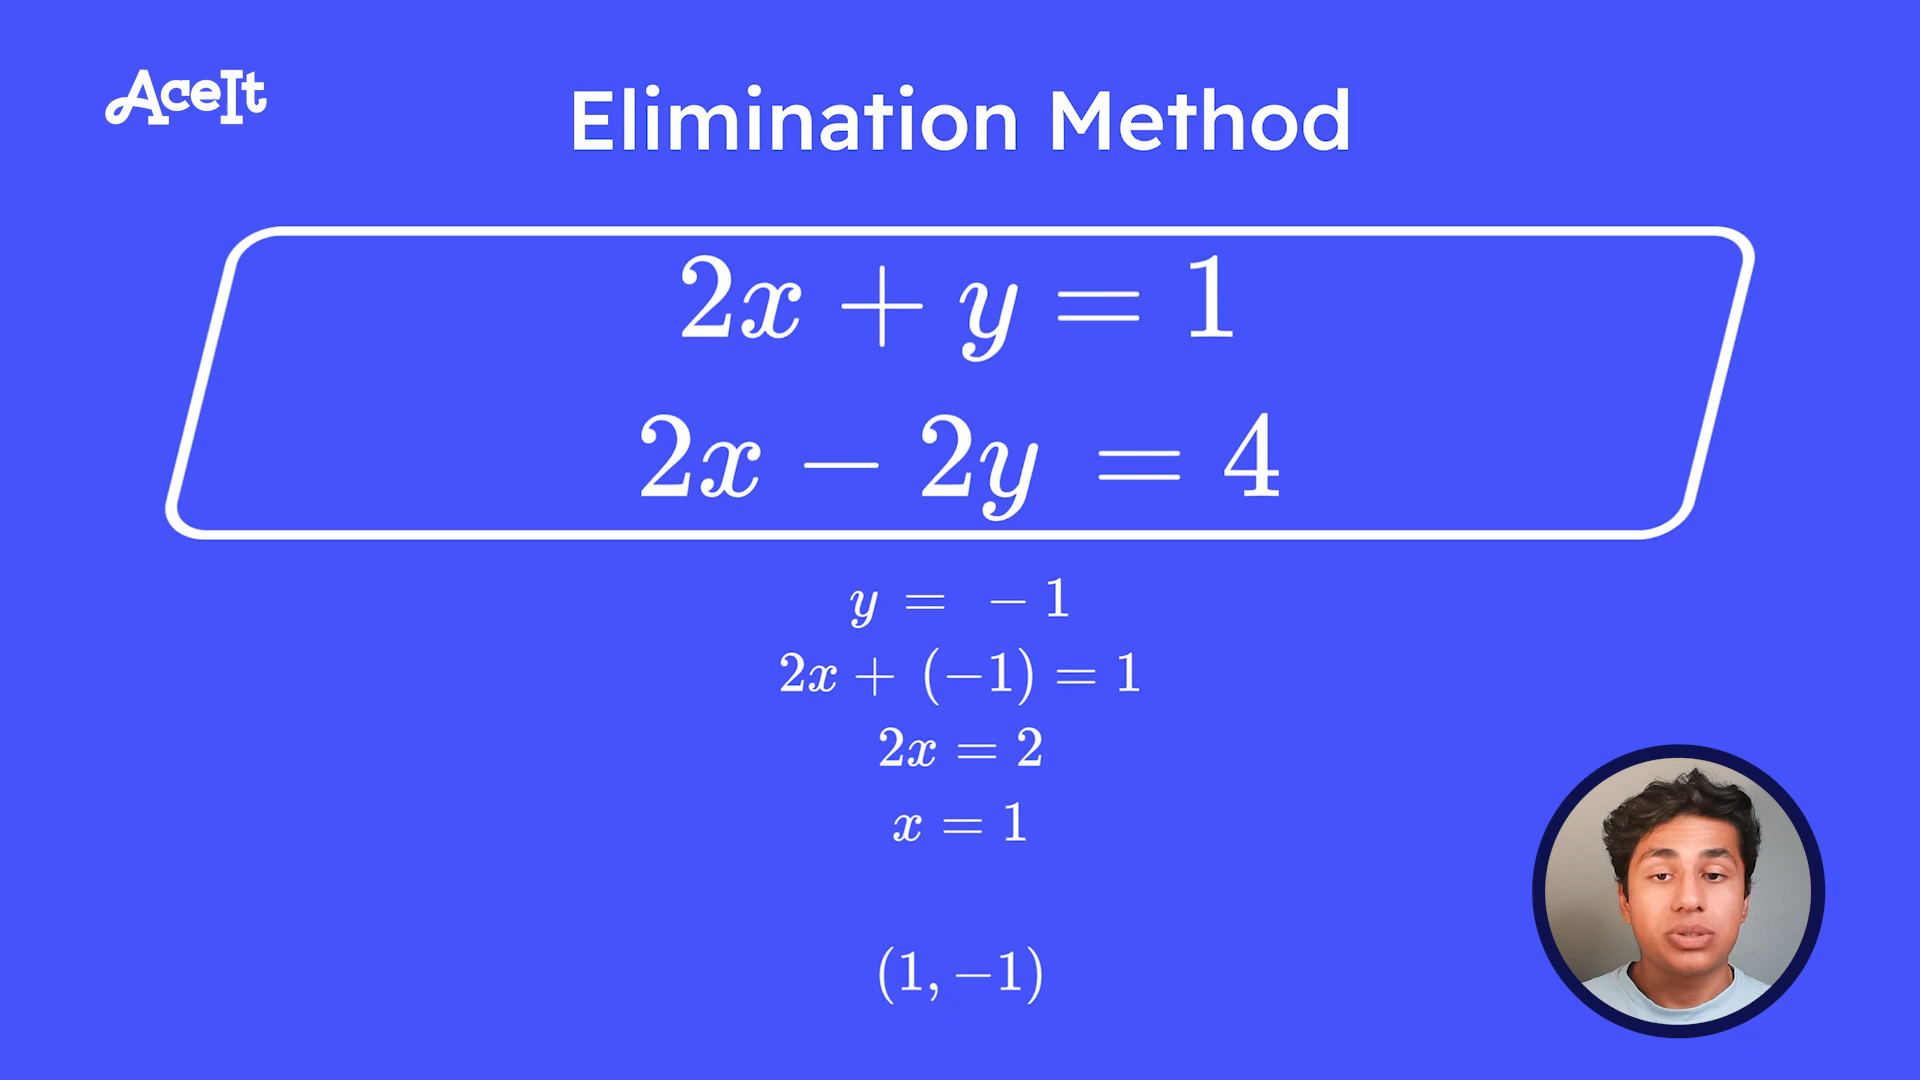 AceIt
Elimination Method
2x + y = 1
2x − 2y = 4
y = − 1
2x + (−1) = 1
2x = 2
x = 1
(1, −1)